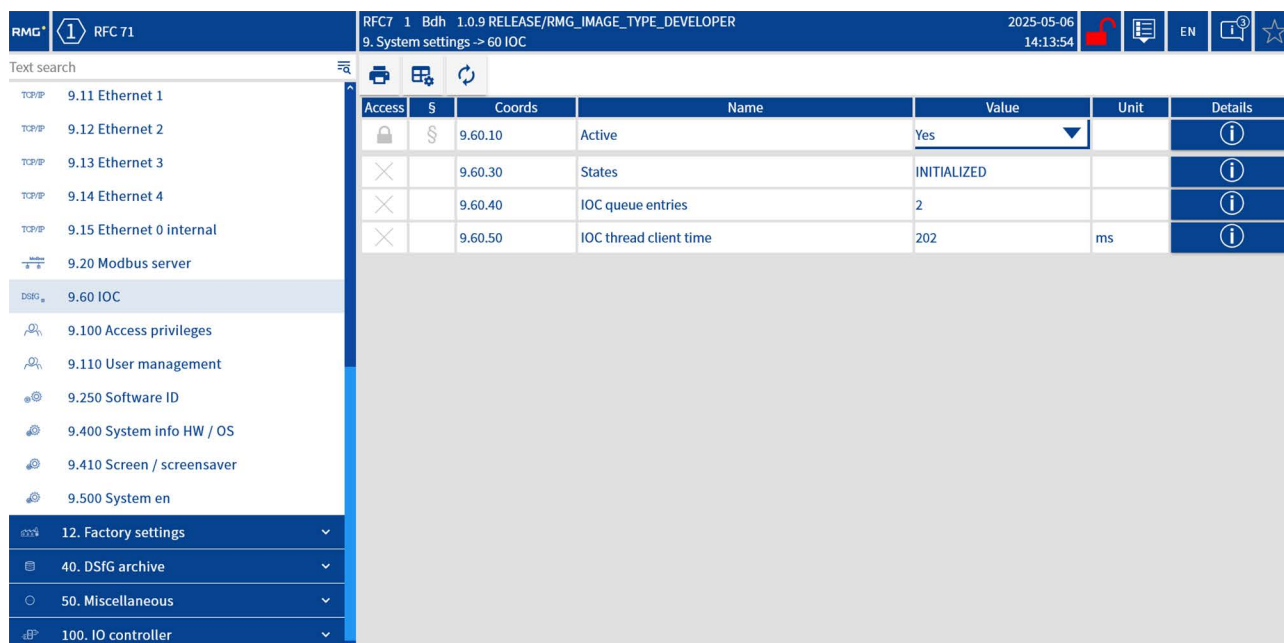 RMG 1 RFC 71
RFC7 1 Bdh 1.0.9 RELEASE/RMG_IMAGE_TYPE_DEVELOPER
9. System settings -> 60 IOC
2025-05-06
14:13:54
EN
3
Text search
TCP/IP 9.11 Ethernet 1
TCP/IP 9.12 Ethernet 2
TCP/IP 9.13 Ethernet 3
TCP/IP 9.14 Ethernet 4
TCP/IP 9.15 Ethernet 0 internal
Modbus 9.20 Modbus server
DSfG 9.60 IOC
9.100 Access privileges
9.110 User management
9.250 Software ID
9.400 System info HW / OS
9.410 Screen / screensaver
9.500 System en
12. Factory settings
40. DSfG archive
50. Miscellaneous
100. IO controller
Access § Coords Name Value Unit Details
§ 9.60.10 Active Yes
9.60.30 States INITIALIZED
9.60.40 IOC queue entries 2
9.60.50 IOC thread client time 202 ms